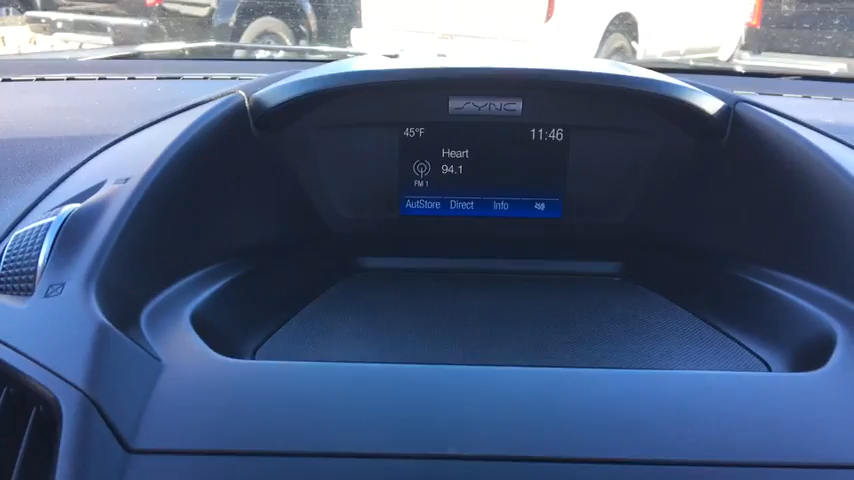 SYNC
45°F 11:46
Heart
94.1
FM 1
AutStore Direct Info